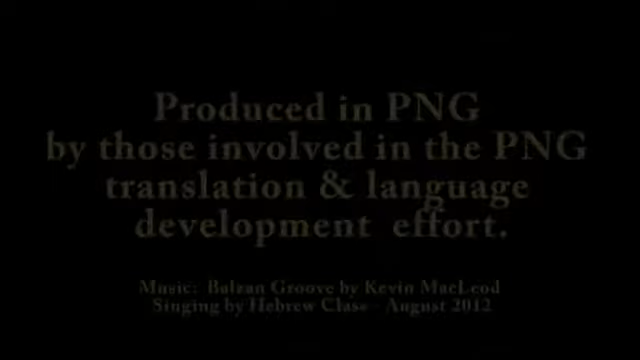 Produced in PNG
by those involved in the PNG
translation & language
development effort.
Music: Balzan Groove by Kevin MacLeod
Singing by Hebrew Class - August 2012